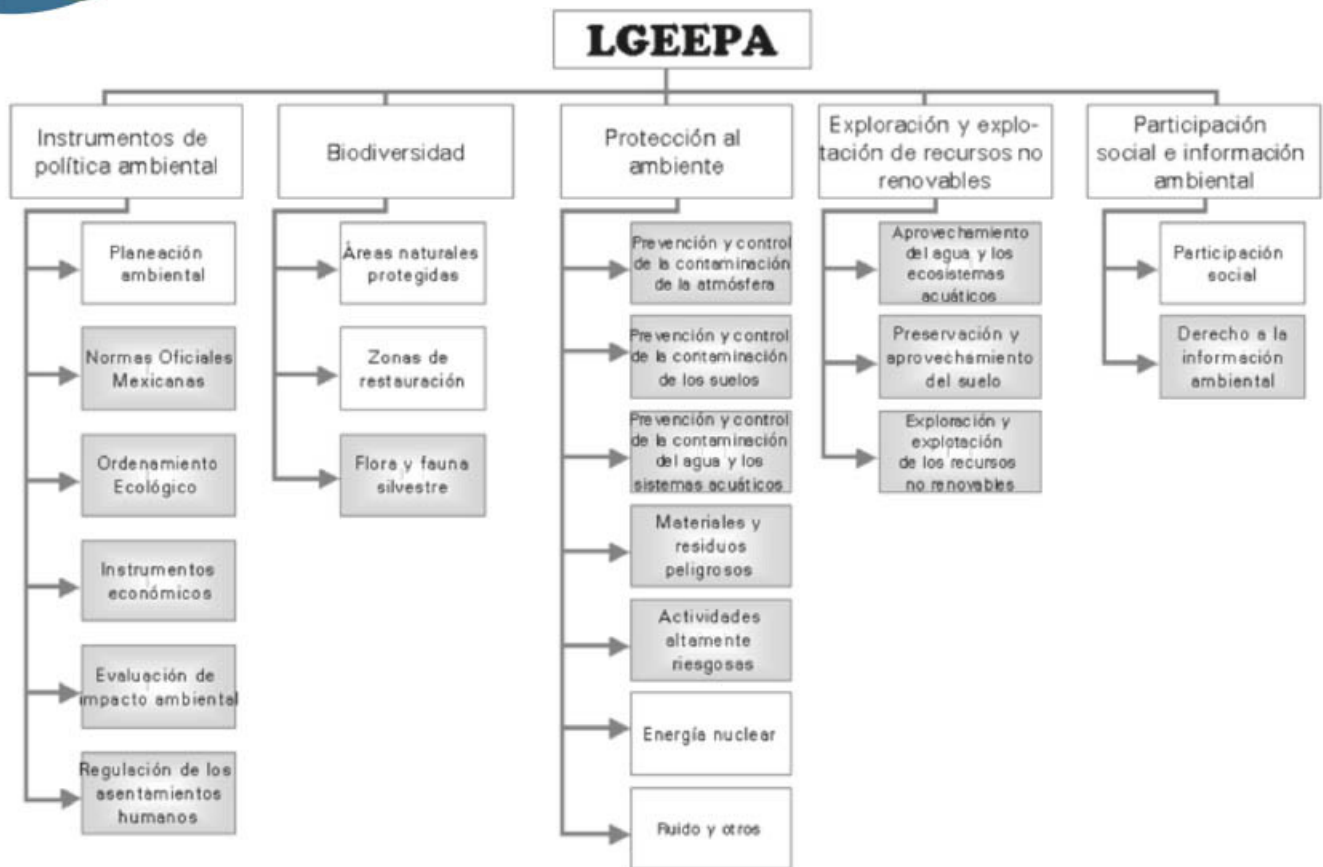 LGEEPA
Instrumentos de
política ambiental
Planeación
ambiental
Normas Oficiales
Mexicanas
Ordenamiento
Ecológico
Instrumentos
económicos
Evaluación de
impacto ambiental
Regulación de los
asentamientos
humanos
Biodiversidad
Áreas naturales
protegidas
Zonas de
restauración
Flora y fauna
silvestre
Protección al
ambiente
Prevención y control
de la contaminación
de la atmósfera
Prevención y control
de la contaminación
de los suelos
Prevención y control
de la contaminación
del agua y los
sistemas acuáticos
Materiales y
residuos
peligrosos
Actividades
altamente
riesgosas
Energía nuclear
Ruido y otros
Exploración y explo-
tación de recursos no
renovables
Aprovechamiento
del agua y los
ecosistemas
acuáticos
Preservación y
aprovechamiento
del suelo
Exploración y
explotación
de los recursos
no renovables
Participación
social e información
ambiental
Participación
social
Derecho a la
información
ambiental